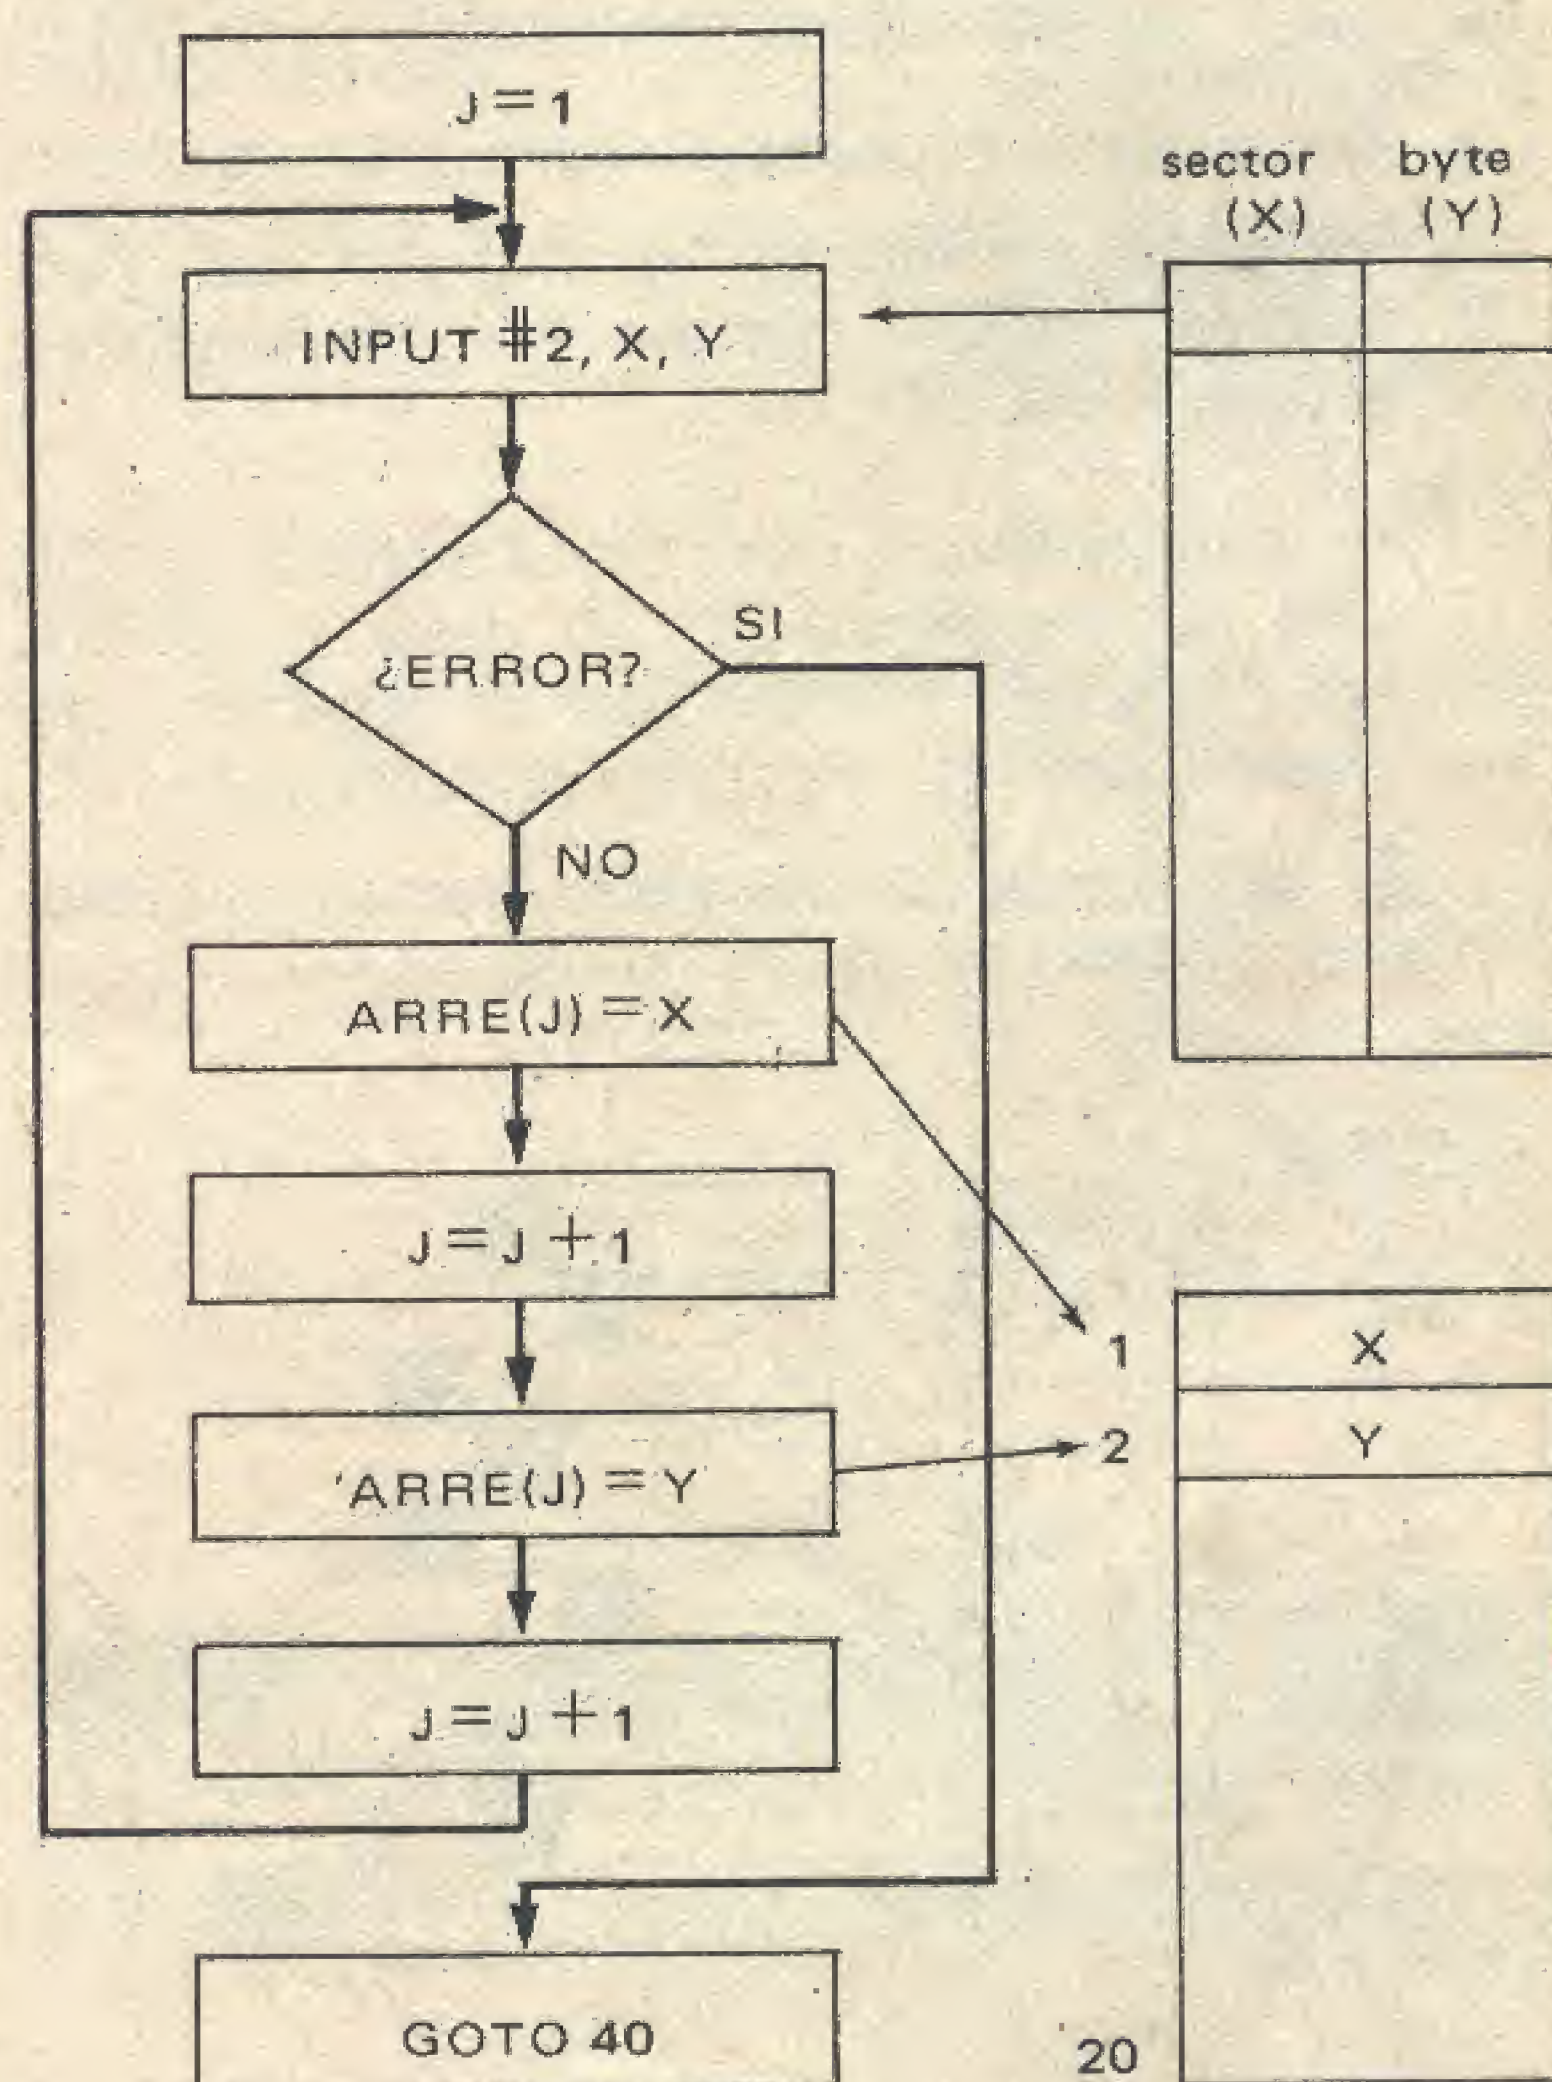 J = 1
INPUT #2, X, Y
¿ERROR?
SI
NO
ARRE(J) = X
J = J + 1
'ARRE(J) = Y
J = J + 1
GOTO 40
sector byte
(X) (Y)
1 X
2 Y
20